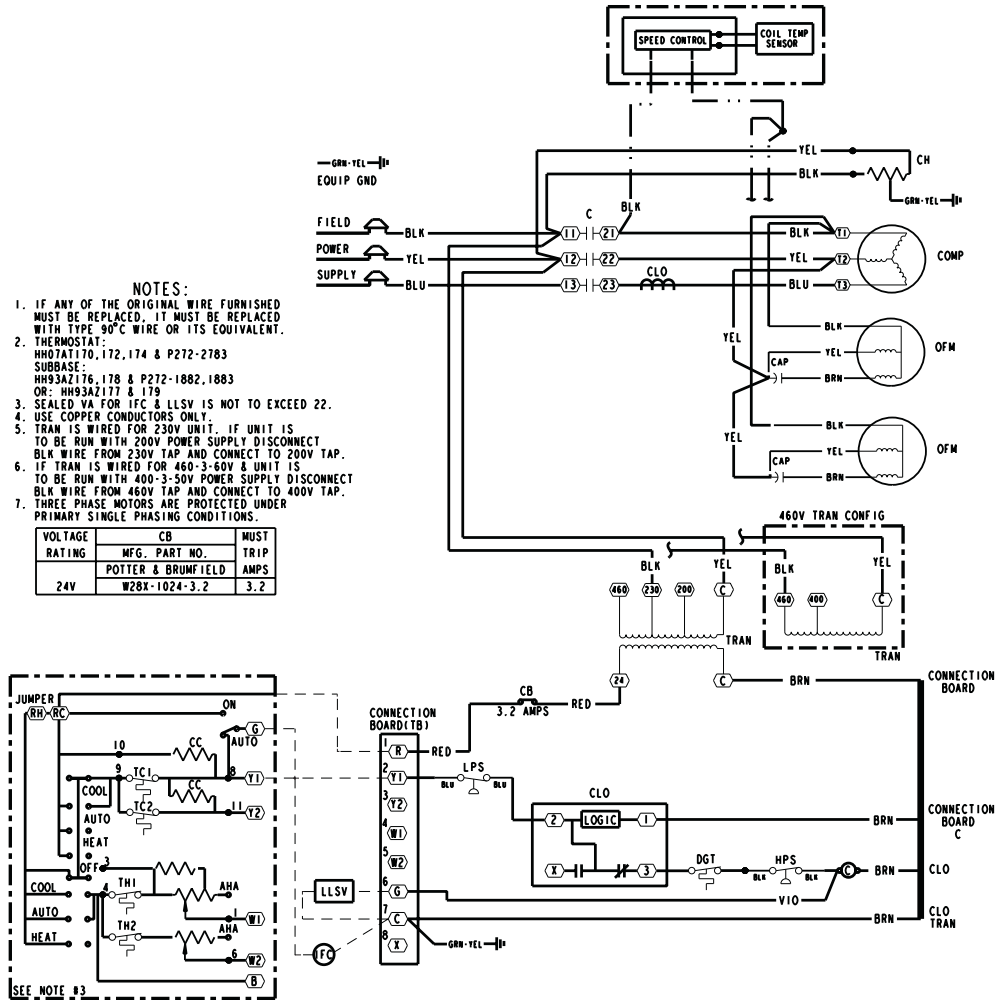 SPEED CONTROL
COIL TEMP
SENSOR
YEL
CH
BLK
GRN-YEL
GRN-YEL
EQUIP GND
BLK
C
FIELD
BLK
11
21
BLK
T1
POWER
YEL
12
22
YEL
T2
COMP
SUPPLY
BLU
13
23
CLO
BLU
T3
NOTES:
1. IF ANY OF THE ORIGINAL WIRE FURNISHED
MUST BE REPLACED, IT MUST BE REPLACED
WITH TYPE 90°C WIRE OR ITS EQUIVALENT.
2. THERMOSTAT:
HH07AT170,172,174 & P272-2783
SUBBASE:
HH93AZ176,178 & P272-1882,1883
OR: HH93AZ177 & 179
3. SEALED VA FOR IFC & LLSV IS NOT TO EXCEED 22.
4. USE COPPER CONDUCTORS ONLY.
5. TRAN IS WIRED FOR 230V UNIT. IF UNIT IS
TO BE RUN WITH 200V POWER SUPPLY DISCONNECT
BLK WIRE FROM 230V TAP AND CONNECT TO 200V TAP.
6. IF TRAN IS WIRED FOR 460-3-60V & UNIT IS
TO BE RUN WITH 400-3-50V POWER SUPPLY DISCONNECT
BLK WIRE FROM 460V TAP AND CONNECT TO 400V TAP.
7. THREE PHASE MOTORS ARE PROTECTED UNDER
PRIMARY SINGLE PHASING CONDITIONS.
VOLTAGE
RATING
CB
MUST
TRIP
AMPS
MFG. PART NO.
POTTER & BRUMFIELD
24V
W28X-1024-3.2
3.2
BLK
YEL
YEL
OFM
CAP
BRN
BLK
YEL
YEL
OFM
CAP
BRN
460V TRAN CONFIG
BLK
YEL
BLK
YEL
460
230
200
C
460
400
C
TRAN
TRAN
24
C
BRN
CONNECTION
BOARD
CB
3.2 AMPS
RED
JUMPER
RH
RC
ON
G
AUTO
10
CC
9
TC1
8
Y1
CC
COOL
TC2
11
Y2
AUTO
HEAT
OFF
3
COOL
4
TH1
AHA
AUTO
1
W1
TH2
AHA
HEAT
6
W2
B
SEE NOTE #3
CONNECTION
BOARD(TB)
1
R
RED
2
Y1
BLU
LPS
BLU
3
Y2
4
W1
5
W2
6
G
7
C
8
X
LLSV
IFC
GRN-YEL
CLO
2
LOGIC
1
X
3
BRN
CONNECTION
BOARD
C
DGT
BLK
HPS
BLK
C
BRN
CLO
VIO
BRN
CLO
TRAN